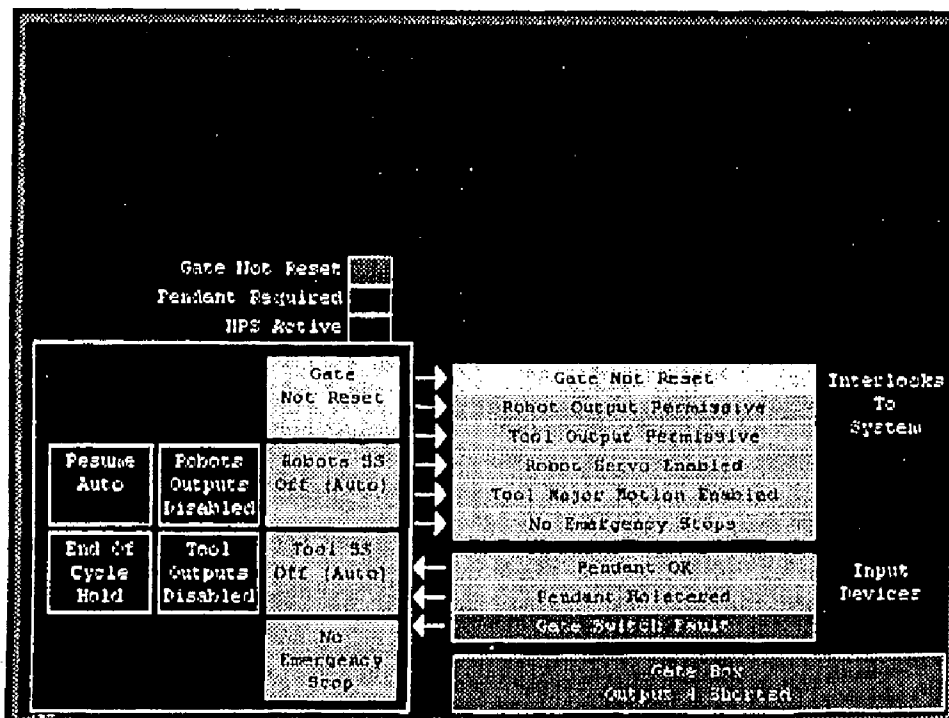 Gate Not Reset
Pendant Required
MPS Active
Gate
Not Reset
Resume
Auto
Robots
Outputs
Disabled
Robots SS
Off (Auto)
End Of
Cycle
Hold
Tool
Outputs
Disabled
Tool SS
Off (Auto)
No
Emergency
Stop
Gate Not Reset
Robot Output Permissive
Tool Output Permissive
Robot Servo Enabled
Tool Major Motion Enabled
No Emergency Stops
Interlocks
To
System
Pendant OK
Pendant Holstered
Gate Switch Fault
Input
Devices
Gate Box
Output 4 Shorted